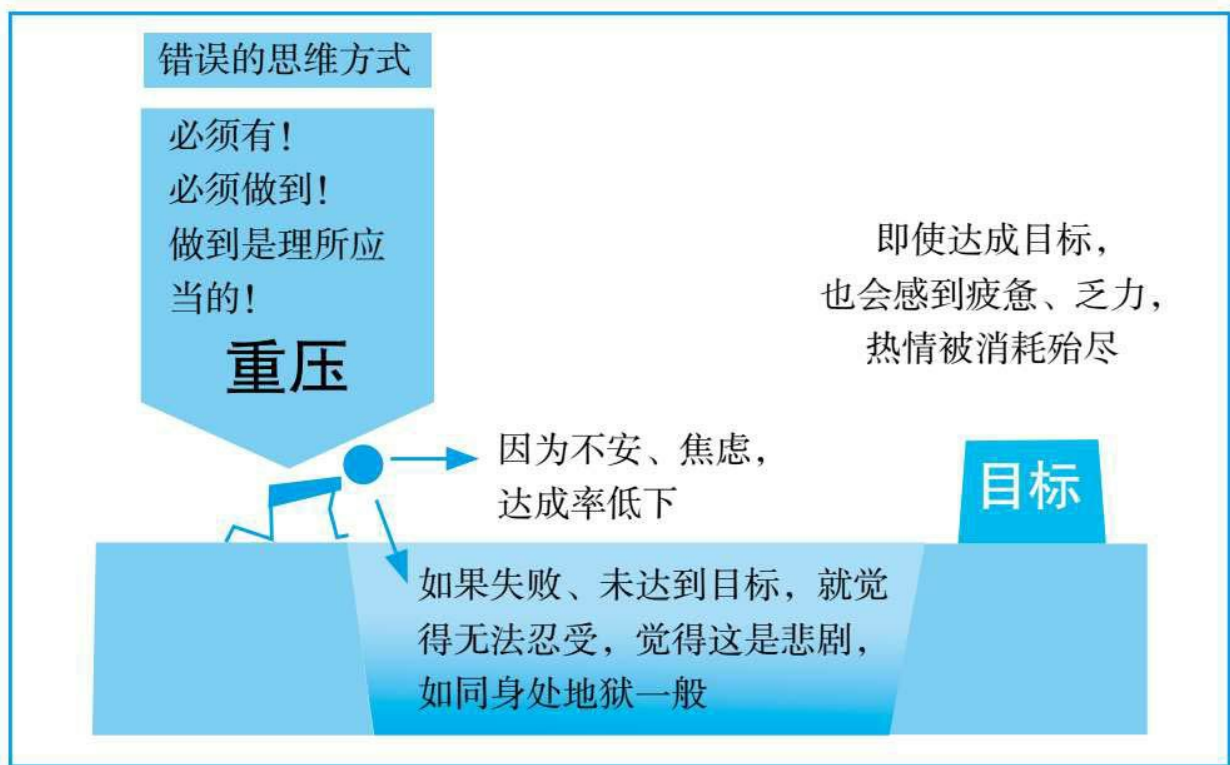 错误的思维方式
必须有！
必须做到！
做到是理所应
当的！
重压
即使达成目标，
也会感到疲惫、乏力，
热情被消耗殆尽
因为不安、焦虑，
达成率低下
目标
如果失败、未达到目标，就觉
得无法忍受，觉得这是悲剧，
如同身处地狱一般